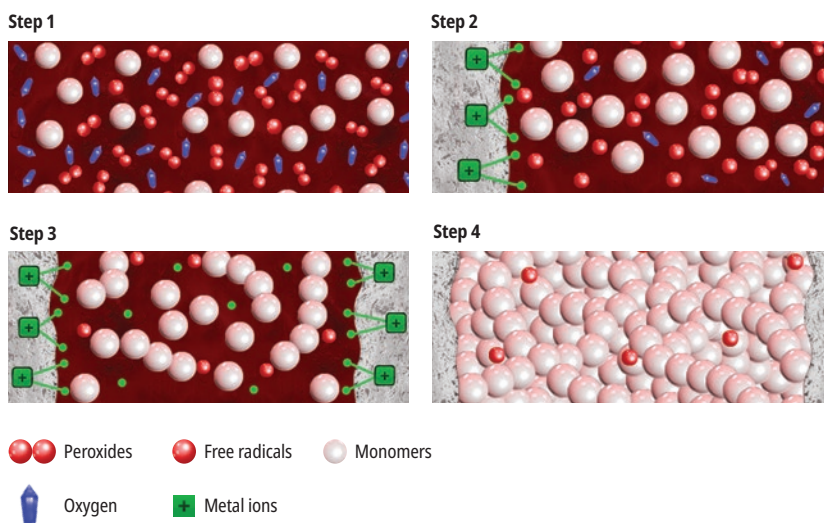 Step 1
Step 2
Step 3
Step 4
Peroxides
Free radicals
Monomers
Oxygen
Metal ions